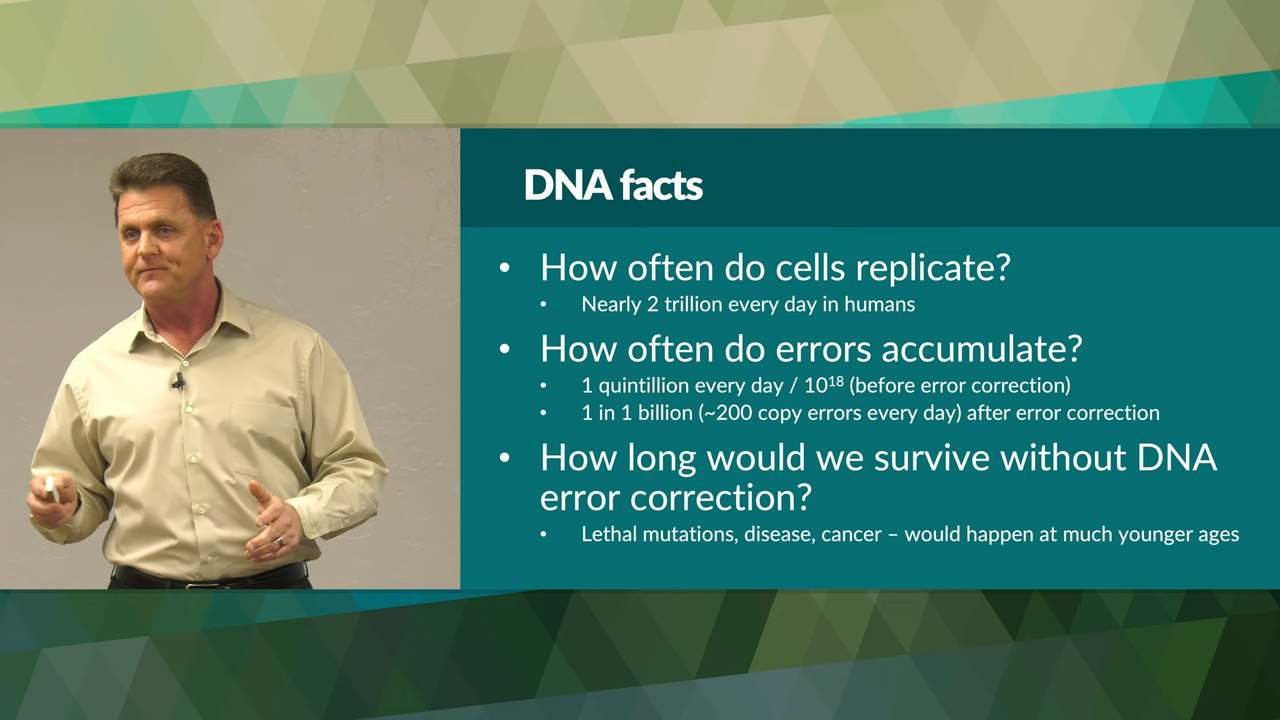 DNA facts
• How often do cells replicate?
• Nearly 2 trillion every day in humans
• How often do errors accumulate?
• 1 quintillion every day / 10¹⁸ (before error correction)
• 1 in 1 billion (~200 copy errors every day) after error correction
• How long would we survive without DNA
error correction?
• Lethal mutations, disease, cancer – would happen at much younger ages